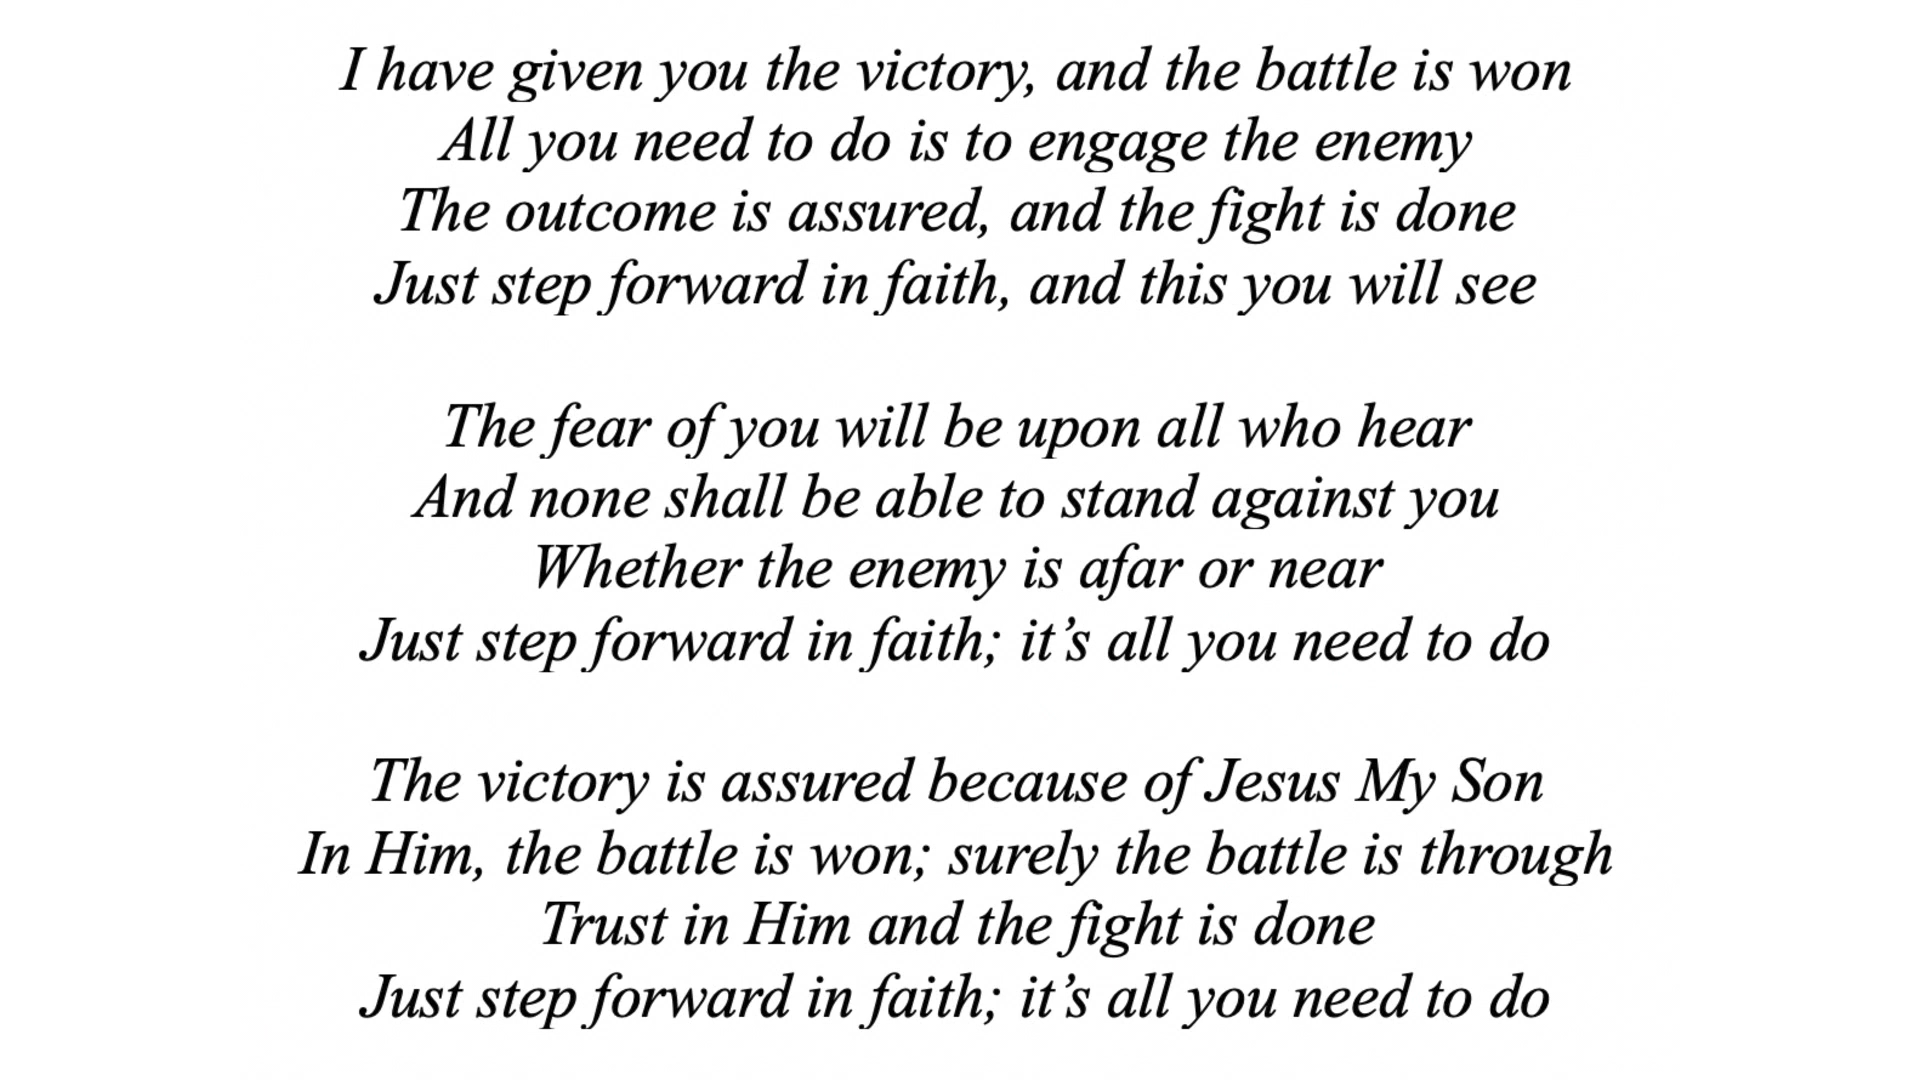 I have given you the victory, and the battle is won
All you need to do is to engage the enemy
The outcome is assured, and the fight is done
Just step forward in faith, and this you will see
The fear of you will be upon all who hear
And none shall be able to stand against you
Whether the enemy is afar or near
Just step forward in faith; it’s all you need to do
The victory is assured because of Jesus My Son
In Him, the battle is won; surely the battle is through
Trust in Him and the fight is done
Just step forward in faith; it’s all you need to do